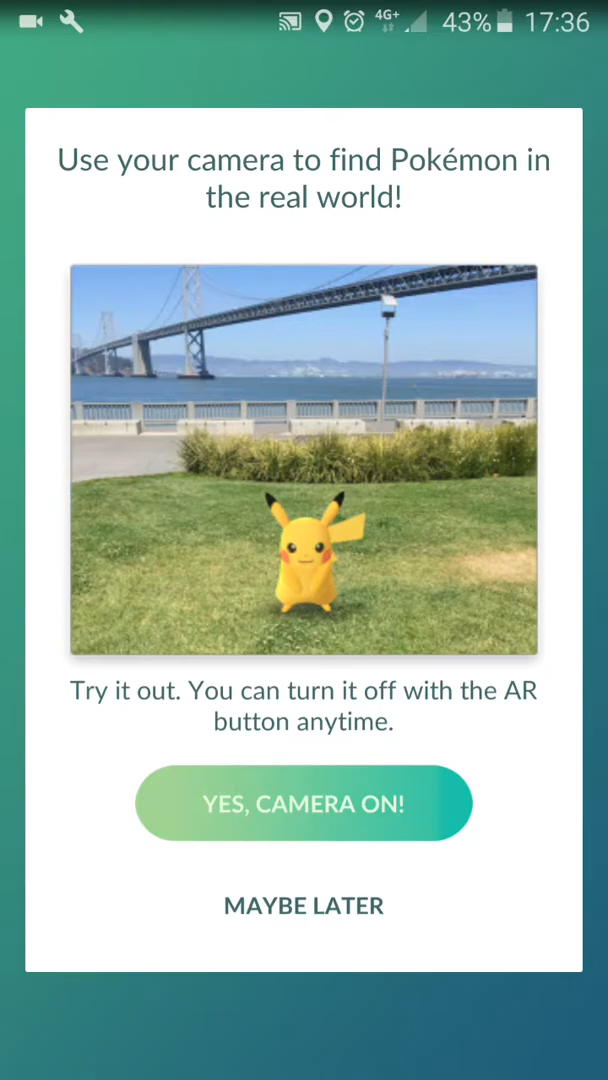 4G+ 43% 17:36
Use your camera to find Pokémon in
the real world!
Try it out. You can turn it off with the AR
button anytime.
YES, CAMERA ON!
MAYBE LATER